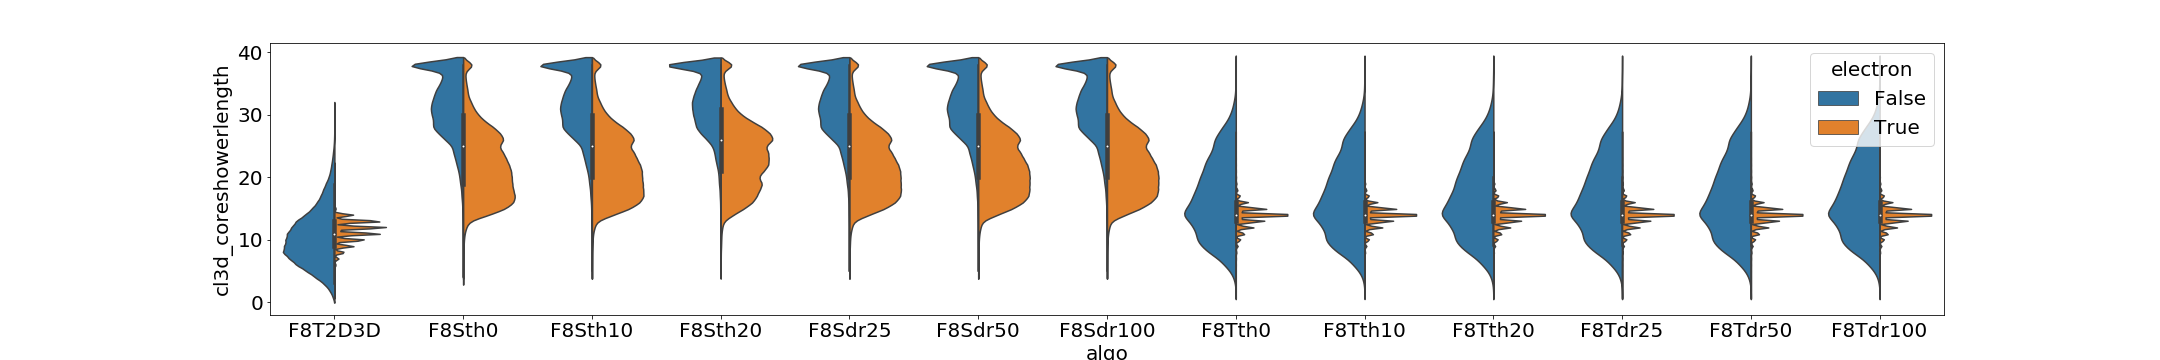 cl3d_coreshowerlength
40
30
20
10
0
electron
False
True
F8T2D3D F8Sth0 F8Sth10 F8Sth20 F8Sdr25 F8Sdr50 F8Sdr100 F8Tth0 F8Tth10 F8Tth20 F8Tdr25 F8Tdr50 F8Tdr100
algo